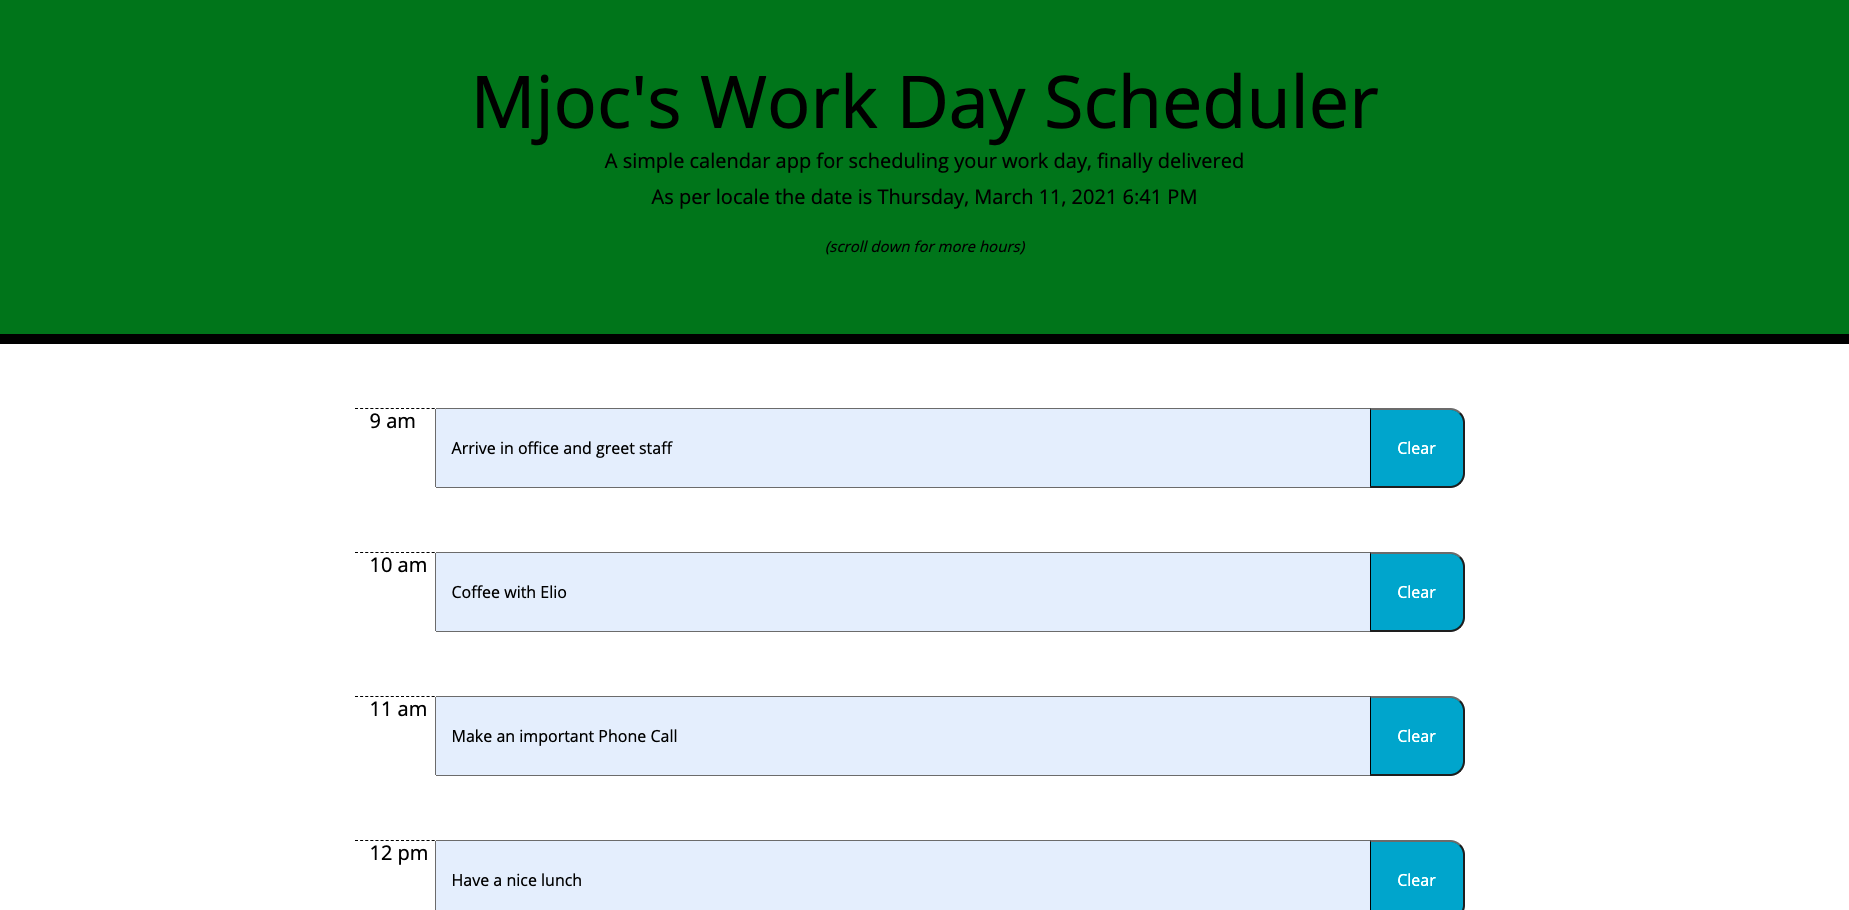 Mjoc's Work Day Scheduler
A simple calendar app for scheduling your work day, finally delivered
As per locale the date is Thursday, March 11, 2021 6:41 PM
(scroll down for more hours)
9 am
Arrive in office and greet staff
Clear
10 am
Coffee with Elio
Clear
11 am
Make an important Phone Call
Clear
12 pm
Have a nice lunch
Clear